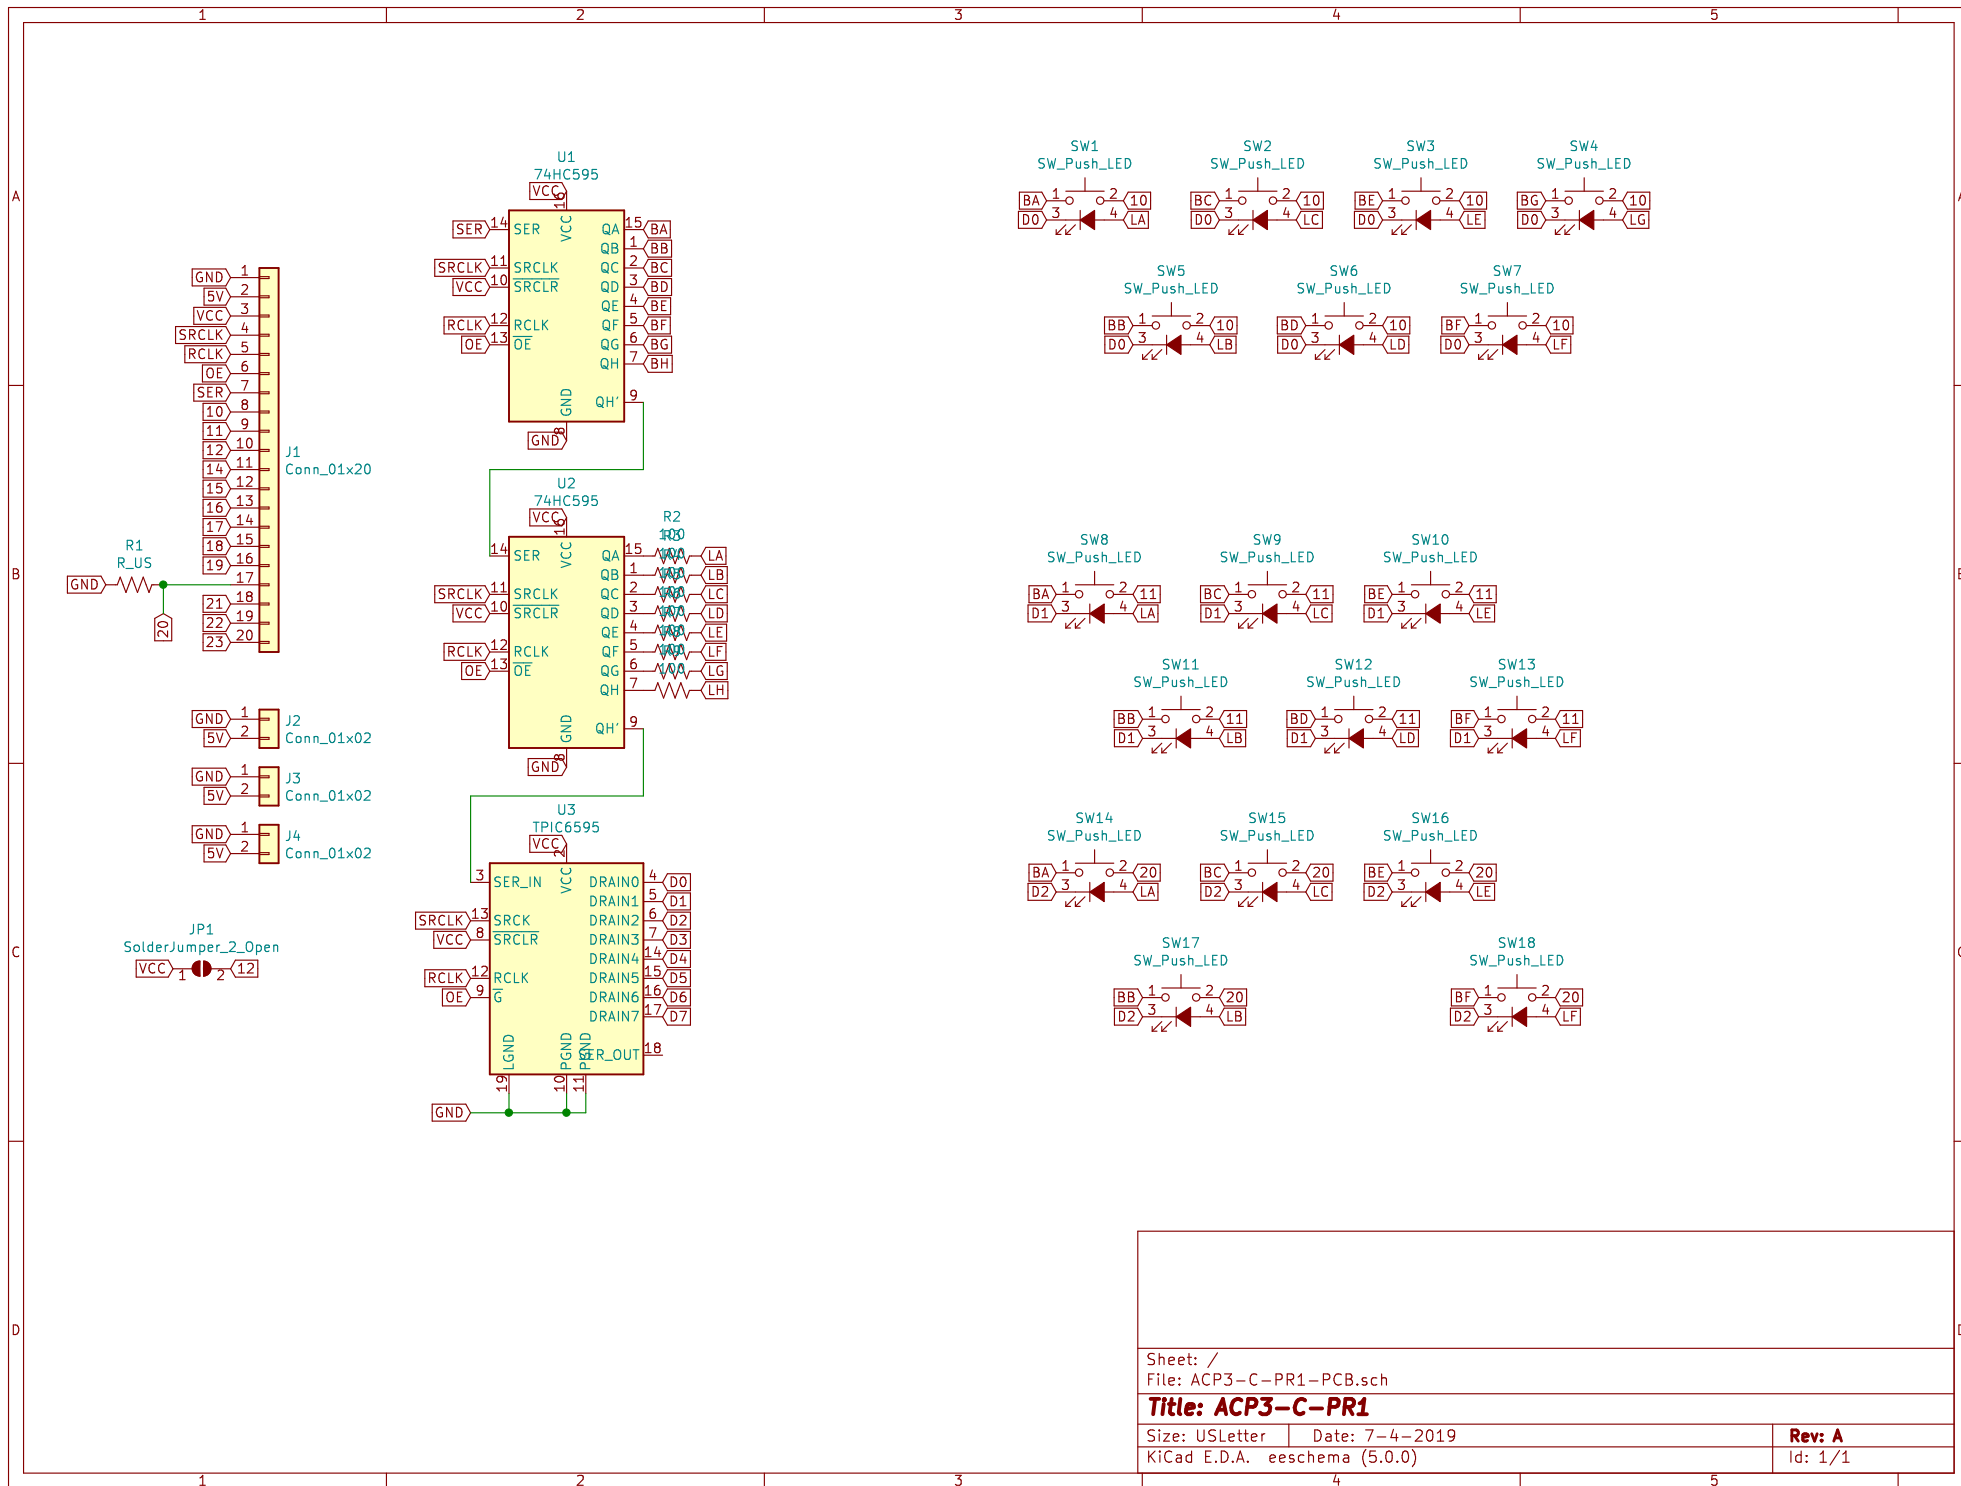 1 2 3 4 5
A
B
C
D
U1
74HC595
VCC
16
SER 14 SER VCC QA 15 BA
QB 1 BB
SRCLK 11 SRCLK QC 2 BC
VCC 10 SRCLR QD 3 BD
QE 4 BE
RCLK 12 RCLK QF 5 BF
OE 13 OE QG 6 BG
QH 7 BH
GND QH' 9
GND 8
GND 1
5V 2
VCC 3
SRCLK 4
RCLK 5
OE 6
SER 7
10 8
11 9
12 10
14 11
15 12
16 13
17 14
18 15
19 16
17
21 18
22 19
23 20
J1
Conn_01x20
R1
R_US
GND
20
U2
74HC595
VCC
16
14 SER VCC QA 15 LA
QB 1 LB
SRCLK 11 SRCLK QC 2 LC
VCC 10 SRCLR QD 3 LD
QE 4 LE
RCLK 12 RCLK QF 5 LF
OE 13 OE QG 6 LG
QH 7 LH
GND QH' 9
GND 8
R2
100
GND 1
5V 2
J2
Conn_01x02
GND 1
5V 2
J3
Conn_01x02
GND 1
5V 2
J4
Conn_01x02
JP1
SolderJumper_2_Open
VCC 1 2 12
U3
TPIC6595
VCC
2
3 SER_IN VCC DRAIN0 4 D0
DRAIN1 5 D1
SRCLK 13 SRCK DRAIN2 6 D2
VCC 8 SRCLR DRAIN3 7 D3
DRAIN4 14 D4
RCLK 12 RCLK DRAIN5 15 D5
OE 9 G DRAIN6 16 D6
DRAIN7 17 D7
LGND PGND PGND SER_OUT 18
19 10 11
GND
SW1
SW_Push_LED
BA 1 2 10
D0 3 4 LA
SW2
SW_Push_LED
BC 1 2 10
D0 3 4 LC
SW3
SW_Push_LED
BE 1 2 10
D0 3 4 LE
SW4
SW_Push_LED
BG 1 2 10
D0 3 4 LG
SW5
SW_Push_LED
BB 1 2 10
D0 3 4 LB
SW6
SW_Push_LED
BD 1 2 10
D0 3 4 LD
SW7
SW_Push_LED
BF 1 2 10
D0 3 4 LF
SW8
SW_Push_LED
BA 1 2 11
D1 3 4 LA
SW9
SW_Push_LED
BC 1 2 11
D1 3 4 LC
SW10
SW_Push_LED
BE 1 2 11
D1 3 4 LE
SW11
SW_Push_LED
BB 1 2 11
D1 3 4 LB
SW12
SW_Push_LED
BD 1 2 11
D1 3 4 LD
SW13
SW_Push_LED
BF 1 2 11
D1 3 4 LF
SW14
SW_Push_LED
BA 1 2 20
D2 3 4 LA
SW15
SW_Push_LED
BC 1 2 20
D2 3 4 LC
SW16
SW_Push_LED
BE 1 2 20
D2 3 4 LE
SW17
SW_Push_LED
BB 1 2 20
D2 3 4 LB
SW18
SW_Push_LED
BF 1 2 20
D2 3 4 LF
Sheet: /
File: ACP3-C-PR1-PCB.sch
Title: ACP3-C-PR1
Size: USLetter Date: 7-4-2019 Rev: A
KiCad E.D.A. eeschema (5.0.0) Id: 1/1
1 2 3 4 5